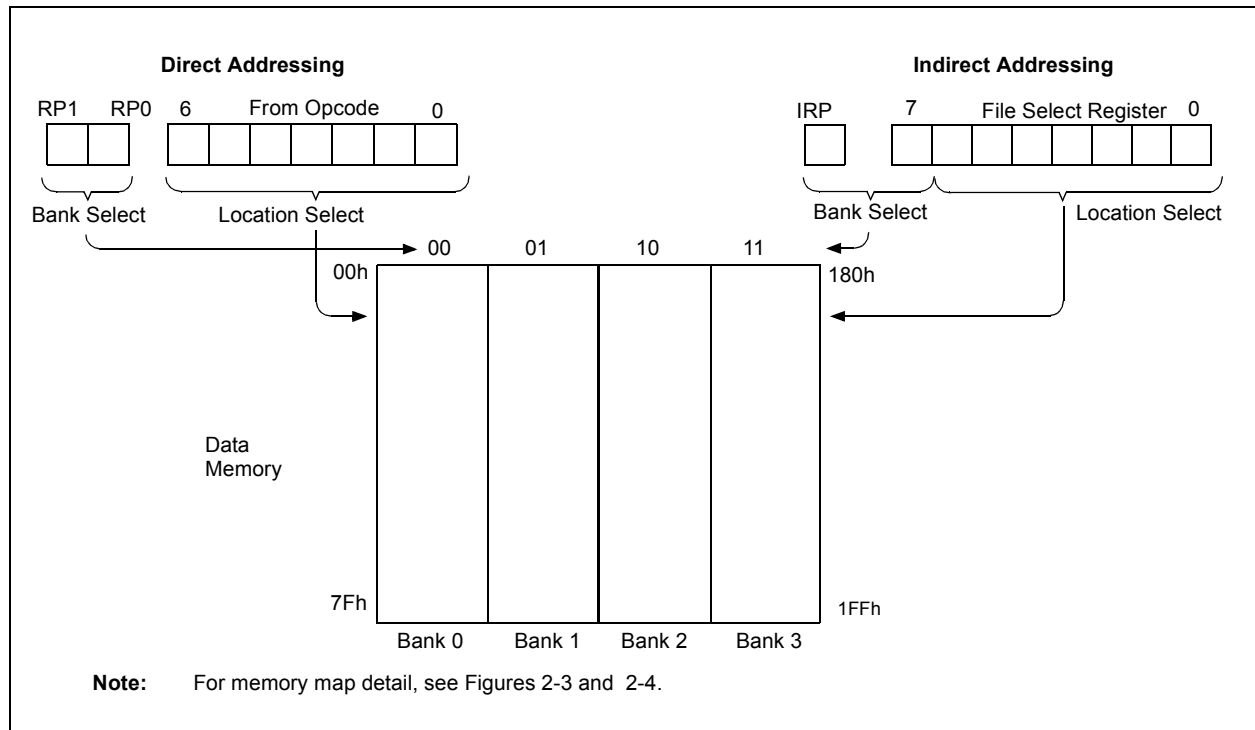 Direct Addressing Indirect Addressing
RP1 RP0 6 From Opcode 0 IRP 7 File Select Register 0
Bank Select Location Select Bank Select Location Select
00 01 10 11
00h 180h
Data
Memory
7Fh 1FFh
Bank 0 Bank 1 Bank 2 Bank 3
Note: For memory map detail, see Figures 2-3 and 2-4.